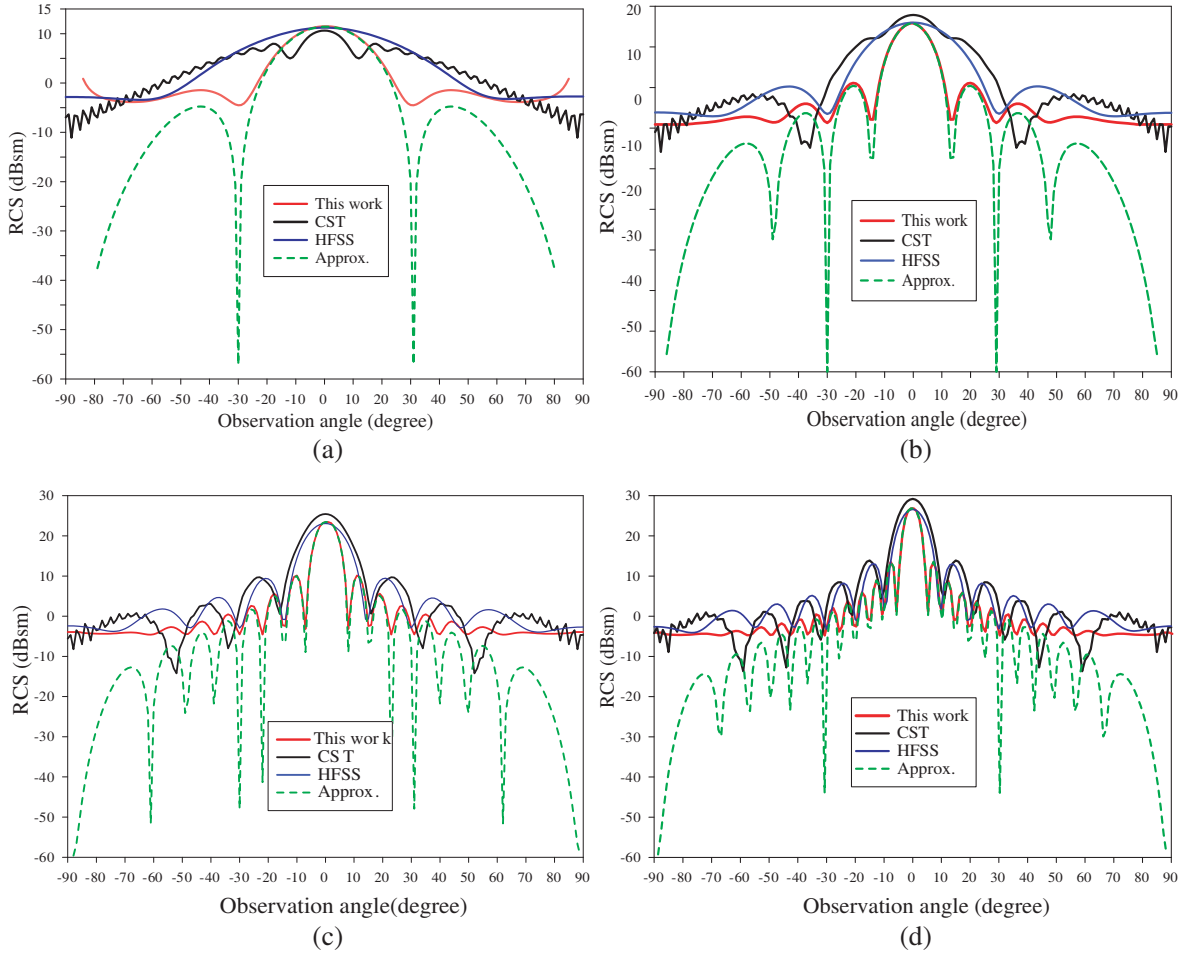 15
10
5
0
-10
-20
-30
-40
-50
-60
RCS (dBsm)
This work
CST
HFSS
Approx.
-90 -80 -70 -60 -50 -40 -30 -20 -10 0 10 20 30 40 50 60 70 80 90
Observation angle (degree)
(a)
20
10
0
-10
-20
-30
-40
-50
-60
RCS (dBsm)
This work
CST
HFSS
Approx.
-90 -80 -70 -60 -50 -40 -30 -20 -10 0 10 20 30 40 50 60 70 80 90
Observation angle (degree)
(b)
30
20
10
0
-10
-20
-30
-40
-50
-60
RCS (dBsm)
This wor k
CS T
HFSS
Approx.
-90 -80 -70 -60 -50 -40 -30 -20 -10 0 10 20 30 40 50 60 70 80 90
Observation angle(degree)
(c)
30
20
10
0
-10
-20
-30
-40
-50
-60
RCS (dBsm)
This work
CST
HFSS
Approx.
-90 -80 -70 -60 -50 -40 -30 -20 -10 0 10 20 30 40 50 60 70 80 90
Observation angle (degree)
(d)